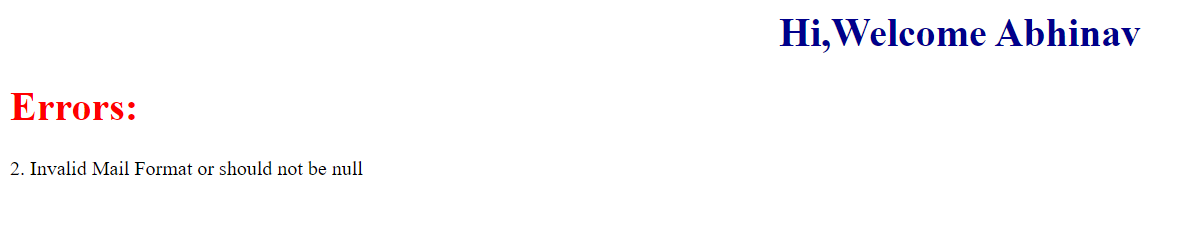 Hi,Welcome Abhinav
Errors:
2. Invalid Mail Format or should not be null